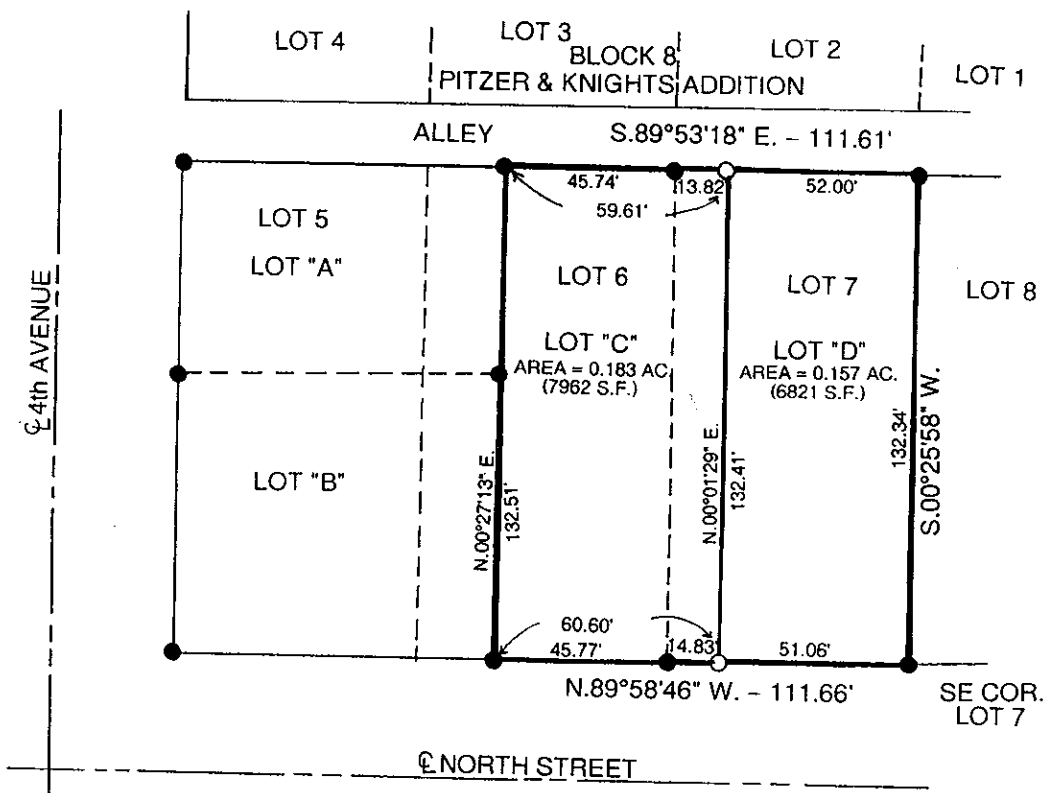 LOT 4
LOT 3
LOT 2
LOT 1
BLOCK 8
PITZER & KNIGHTS ADDITION
ALLEY
S.89°53'18" E. – 111.61'
45.74'
13.82
52.00'
59.61'
LOT 5
LOT "A"
LOT 6
LOT 7
LOT 8
LOT "C"
AREA = 0.183 AC.
(7962 S.F.)
LOT "D"
AREA = 0.157 AC.
(6821 S.F.)
℄ 4th AVENUE
LOT "B"
N.00°27'13" E.
132.51'
N.00°01'29" E.
132.41'
132.34'
S.00°25'58" W.
60.60'
45.77'
14.83'
51.06'
N.89°58'46" W. – 111.66'
SE COR.
LOT 7
℄ NORTH STREET